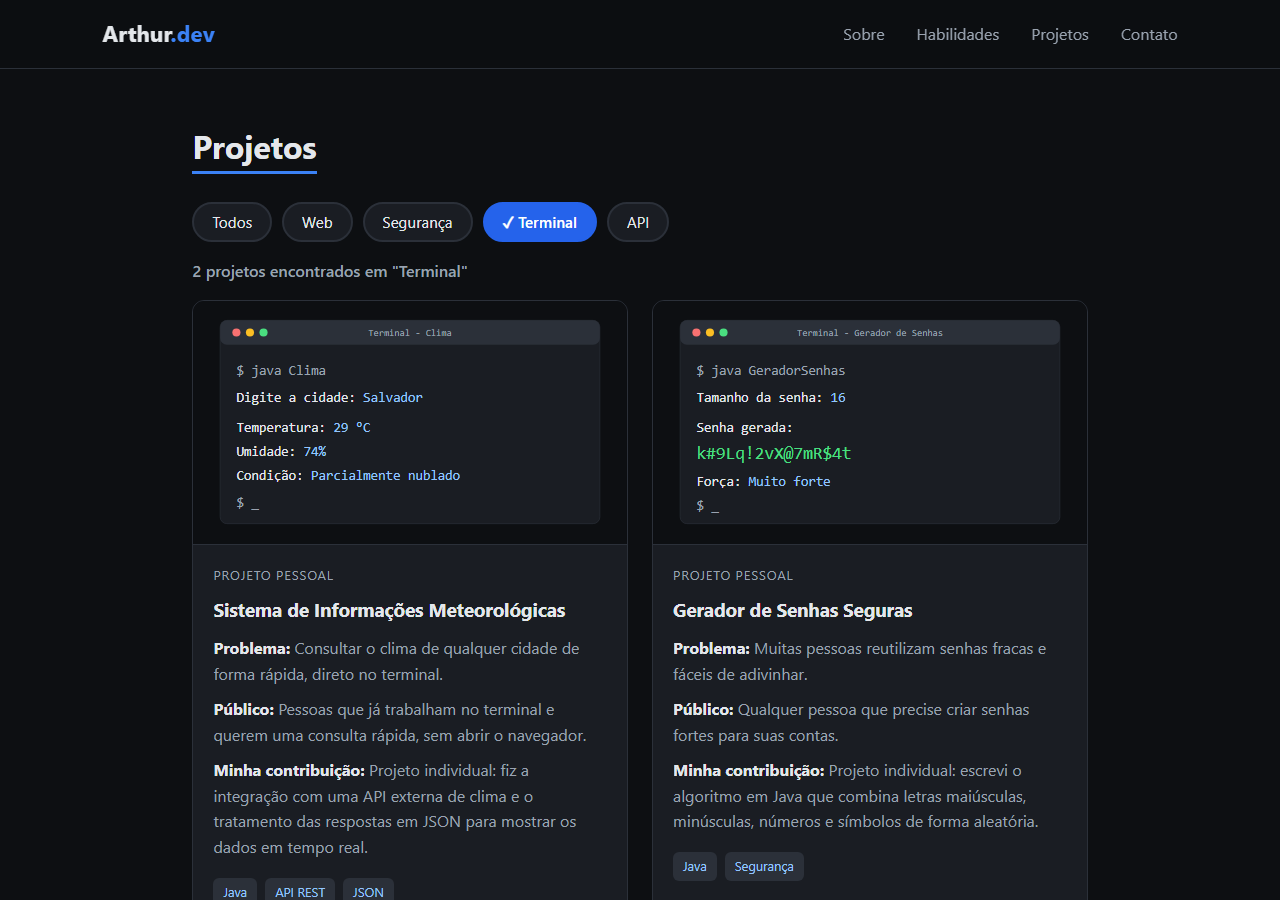 Arthur.dev
Sobre Habilidades Projetos Contato
Projetos
Todos Web Segurança ✓ Terminal API
2 projetos encontrados em "Terminal"
Terminal - Clima
$ java Clima
Digite a cidade: Salvador
Temperatura: 29 ºC
Umidade: 74%
Condição: Parcialmente nublado
$ _
PROJETO PESSOAL
Sistema de Informações Meteorológicas
Problema: Consultar o clima de qualquer cidade de
forma rápida, direto no terminal.
Público: Pessoas que já trabalham no terminal e
querem uma consulta rápida, sem abrir o navegador.
Minha contribuição: Projeto individual: fiz a
integração com uma API externa de clima e o
tratamento das respostas em JSON para mostrar os
dados em tempo real.
Java API REST JSON
Terminal - Gerador de Senhas
$ java GeradorSenhas
Tamanho da senha: 16
Senha gerada:
k#9Lq!2vX@7mR$4t
Força: Muito forte
$ _
PROJETO PESSOAL
Gerador de Senhas Seguras
Problema: Muitas pessoas reutilizam senhas fracas e
fáceis de adivinhar.
Público: Qualquer pessoa que precise criar senhas
fortes para suas contas.
Minha contribuição: Projeto individual: escrevi o
algoritmo em Java que combina letras maiúsculas,
minúsculas, números e símbolos de forma aleatória.
Java Segurança